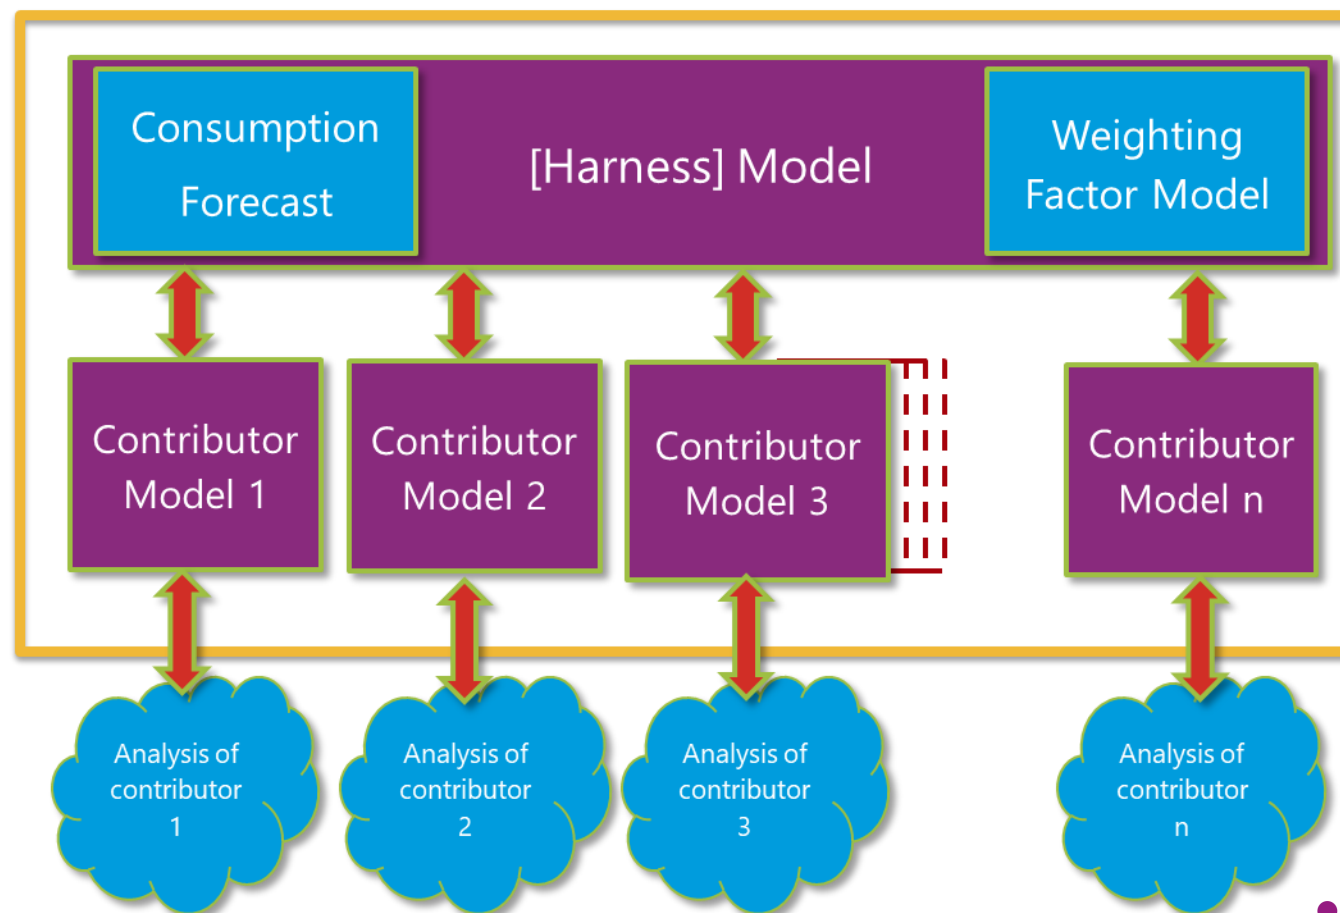 Consumption
Forecast
[Harness] Model
Weighting
Factor Model
Contributor
Model 1
Contributor
Model 2
Contributor
Model 3
Contributor
Model n
Analysis of
contributor
1
Analysis of
contributor
2
Analysis of
contributor
3
Analysis of
contributor
n